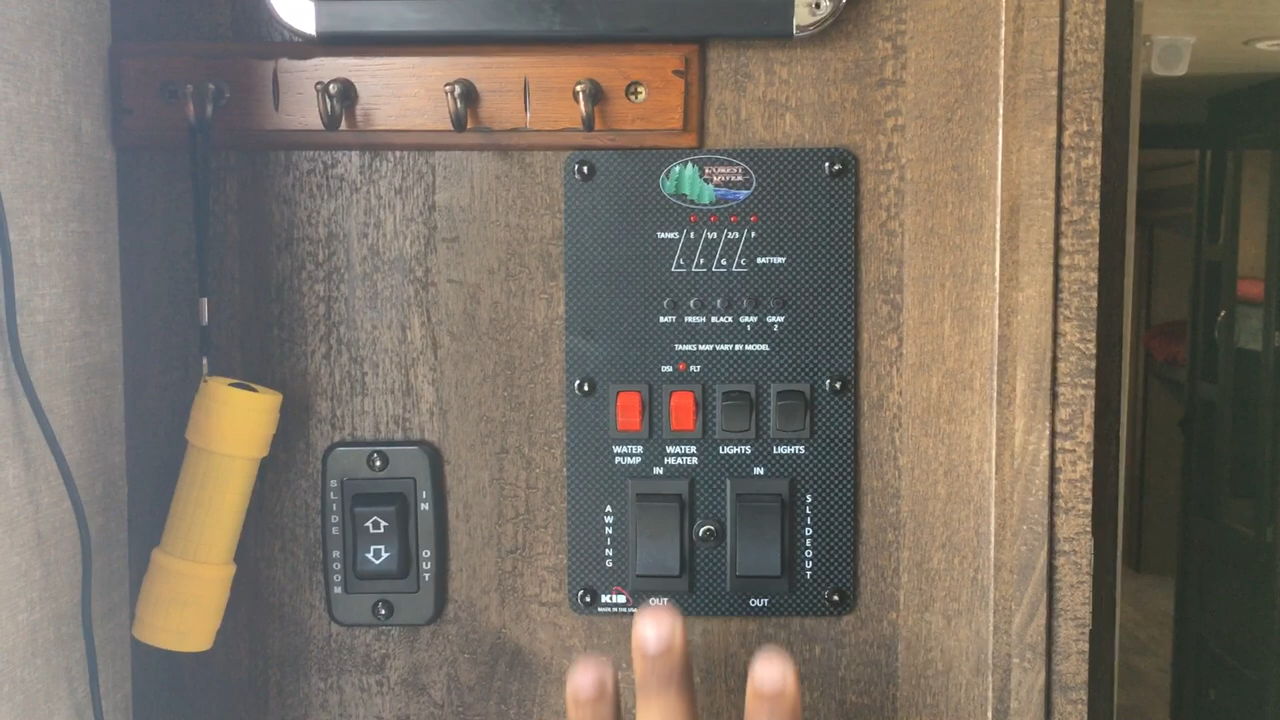 FOREST
RIVER
TANKS E 1/3 2/3 F
L F G C BATTERY
BATT FRESH BLACK GRAY 1 GRAY 2
TANKS MAY VARY BY MODEL
DSI FLT
WATER PUMP
WATER HEATER
LIGHTS
LIGHTS
IN
IN
AWNING
SLIDEOUT
OUT
OUT
KIB
MADE IN THE USA
SLIDE ROOM
IN
OUT